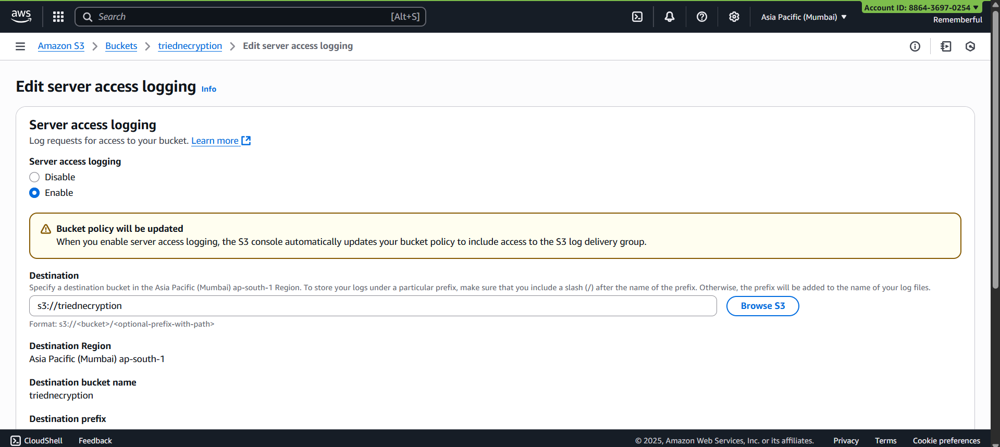 aws
Search [Alt+S]
Asia Pacific (Mumbai)
Account ID: 8864-3697-0254
Rememberful
Amazon S3 > Buckets > triednecryption > Edit server access logging
Edit server access logging Info
Server access logging
Log requests for access to your bucket. Learn more
Server access logging
Disable
Enable
Bucket policy will be updated
When you enable server access logging, the S3 console automatically updates your bucket policy to include access to the S3 log delivery group.
Destination
Specify a destination bucket in the Asia Pacific (Mumbai) ap-south-1 Region. To store your logs under a particular prefix, make sure that you include a slash (/) after the name of the prefix. Otherwise, the prefix will be added to the name of your log files.
s3://triednecryption Browse S3
Format: s3://<bucket>/<optional-prefix-with-path>
Destination Region
Asia Pacific (Mumbai) ap-south-1
Destination bucket name
triednecryption
Destination prefix
CloudShell Feedback © 2025, Amazon Web Services, Inc. or its affiliates. Privacy Terms Cookie preferences